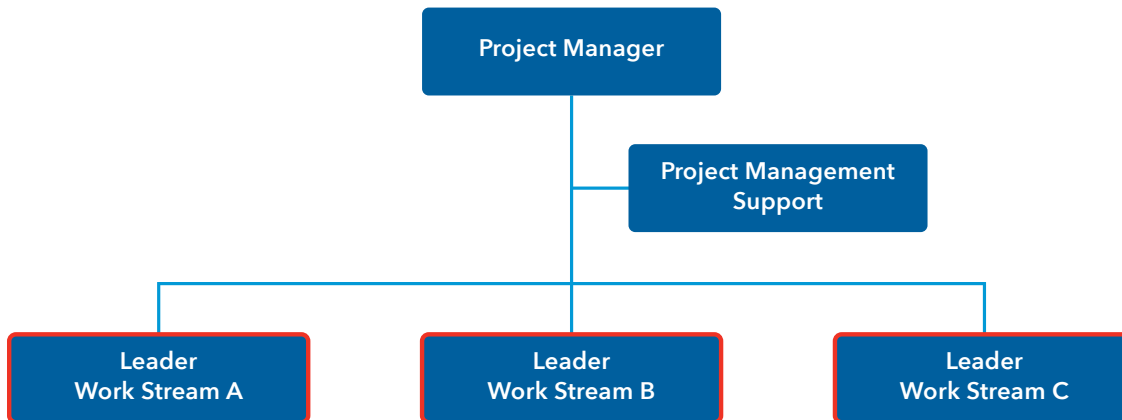 Project Manager
Project Management
Support
Leader
Work Stream A
Leader
Work Stream B
Leader
Work Stream C